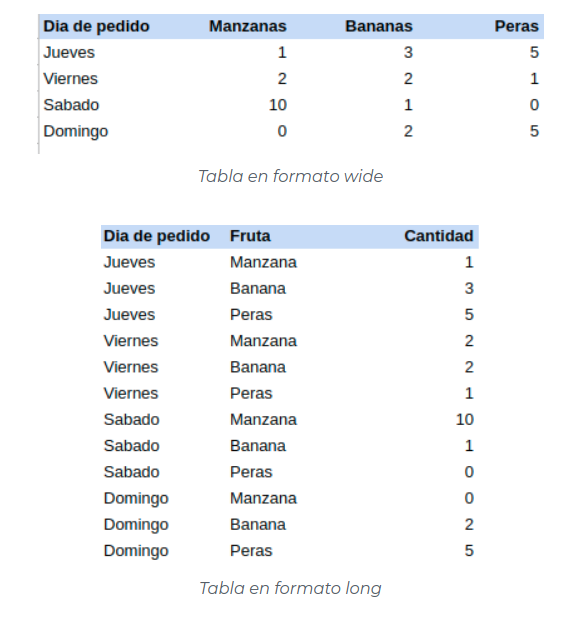 Dia de pedido Manzanas Bananas Peras
Jueves 1 3 5
Viernes 2 2 1
Sabado 10 1 0
Domingo 0 2 5
Tabla en formato wide
Dia de pedido Fruta Cantidad
Jueves Manzana 1
Jueves Banana 3
Jueves Peras 5
Viernes Manzana 2
Viernes Banana 2
Viernes Peras 1
Sabado Manzana 10
Sabado Banana 1
Sabado Peras 0
Domingo Manzana 0
Domingo Banana 2
Domingo Peras 5
Tabla en formato long